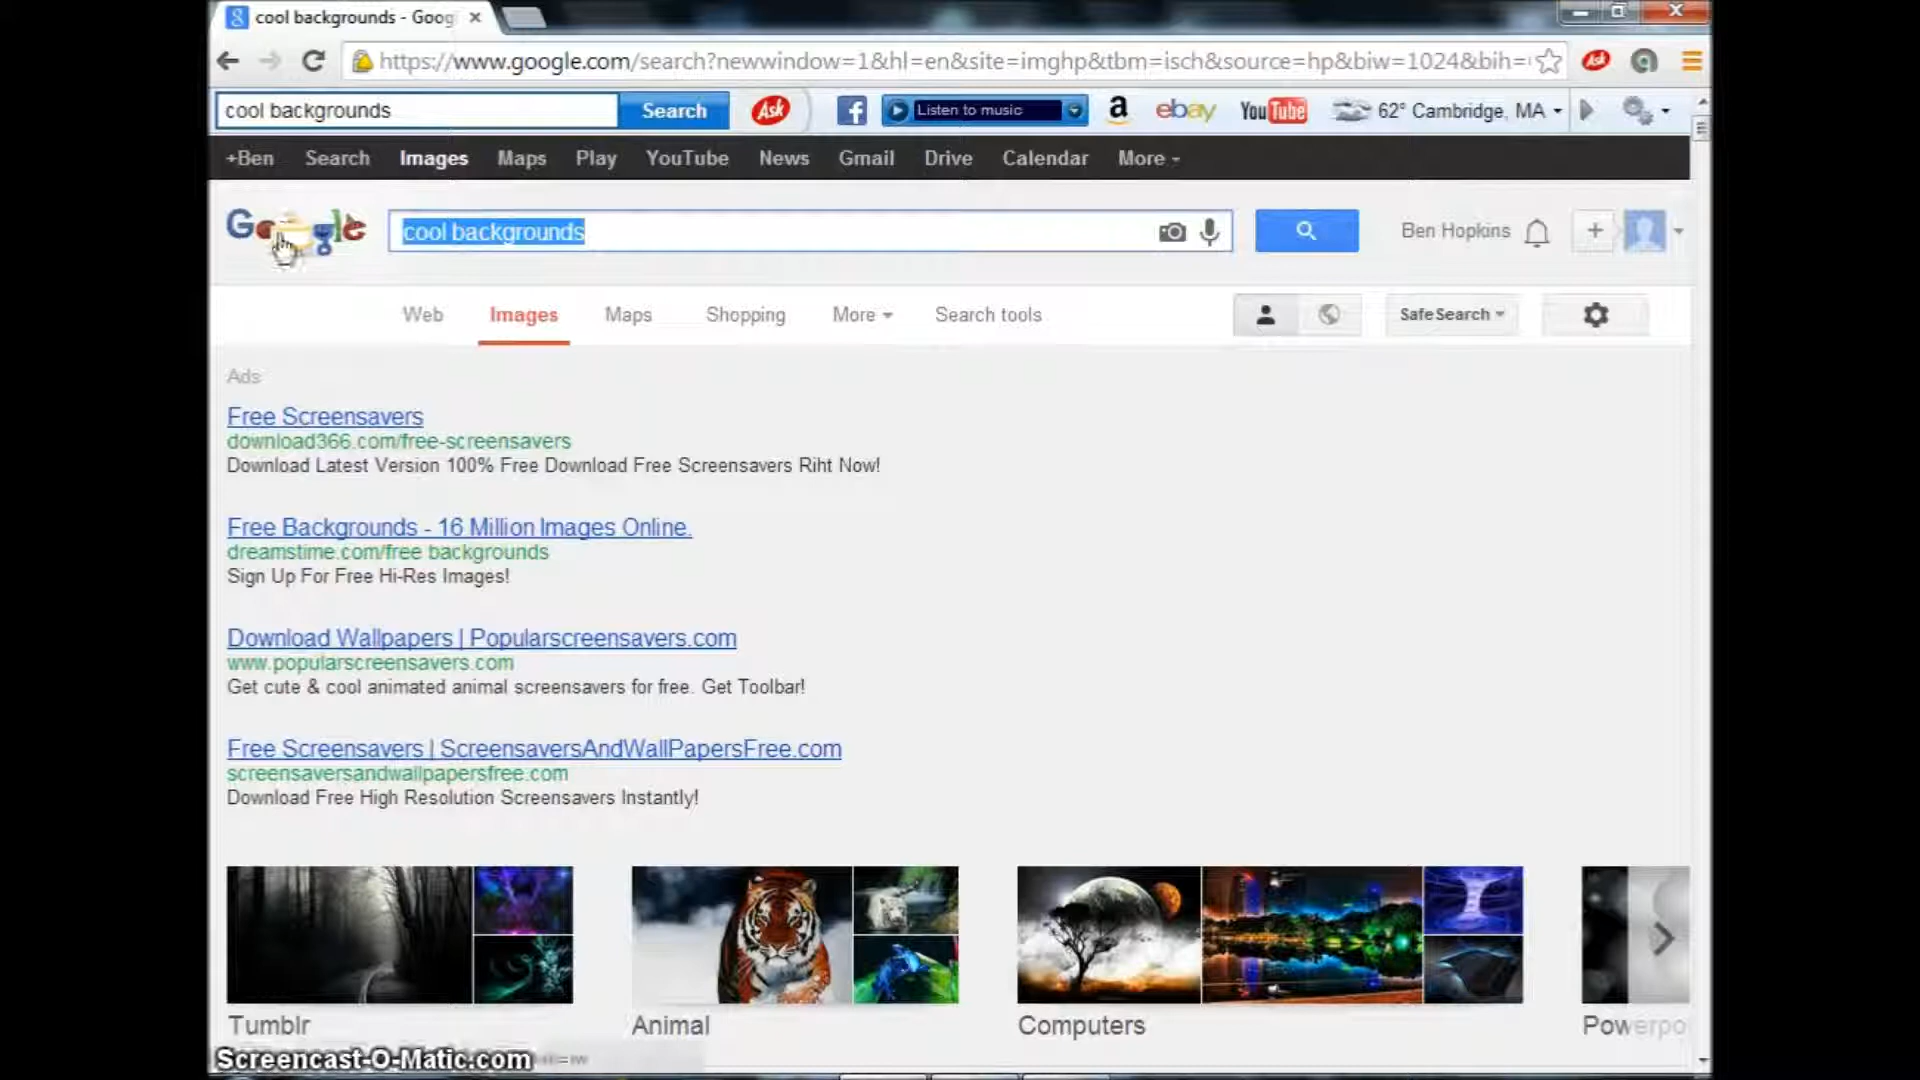 cool backgrounds - Goog
https://www.google.com/search?newwindow=1&hl=en&site=imghp&tbm=isch&source=hp&biw=1024&bih=
Ask
cool backgrounds
Search
Ask
Listen to music
a
ebay
YouTube
62° Cambridge, MA
+Ben Search Images Maps Play YouTube News Gmail Drive Calendar More
Google
cool backgrounds
Ben Hopkins
Web Images Maps Shopping More Search tools
SafeSearch
Ads
Free Screensavers
download366.com/free-screensavers
Download Latest Version 100% Free Download Free Screensavers Riht Now!
Free Backgrounds - 16 Million Images Online.
dreamstime.com/free backgrounds
Sign Up For Free Hi-Res Images!
Download Wallpapers | Popularscreensavers.com
www.popularscreensavers.com
Get cute & cool animated animal screensavers for free. Get Toolbar!
Free Screensavers | ScreensaversAndWallPapersFree.com
screensaversandwallpapersfree.com
Download Free High Resolution Screensavers Instantly!
Tumblr
Animal
Computers
Powerpo
Screencast-O-Matic.com